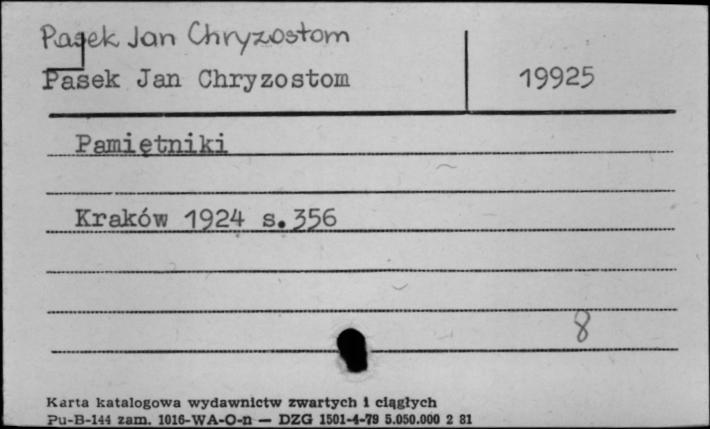 Pasek Jan Chryzostom
Pasek Jan Chryzostom 19925
Pamiętniki
Kraków 1924 s.356
8
Karta katalogowa wydawnictw zwartych i ciągłych
Pu-B-144 zam. 1016-WA-O-n — DZG 1501-4-79 5.050.000 2 81